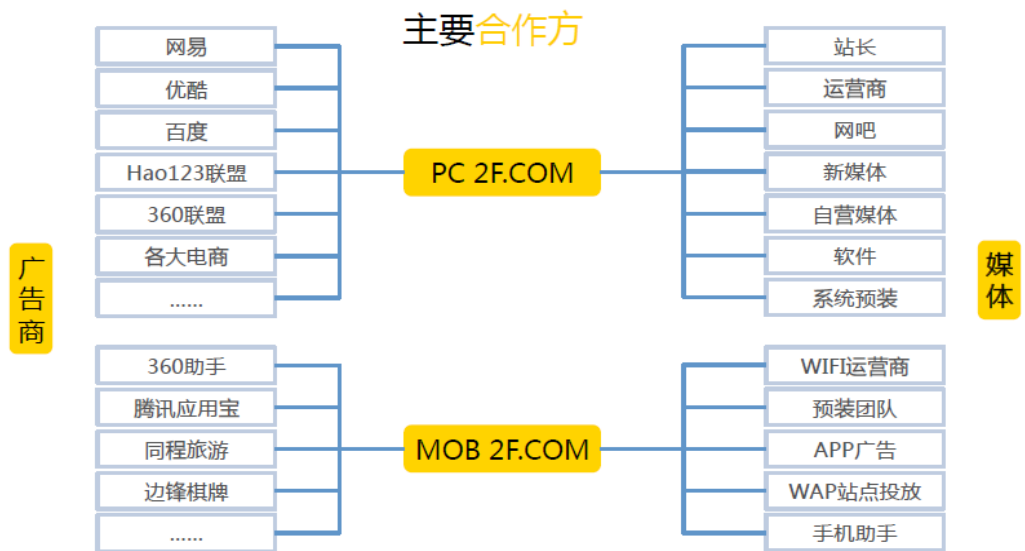 主要合作方
广告商
网易
优酷
百度
Hao123联盟
360联盟
各大电商
......
PC 2F.COM
站长
运营商
网吧
新媒体
自营媒体
软件
系统预装
媒体
360助手
腾讯应用宝
同程旅游
边锋棋牌
......
MOB 2F.COM
WIFI运营商
预装团队
APP广告
WAP站点投放
手机助手